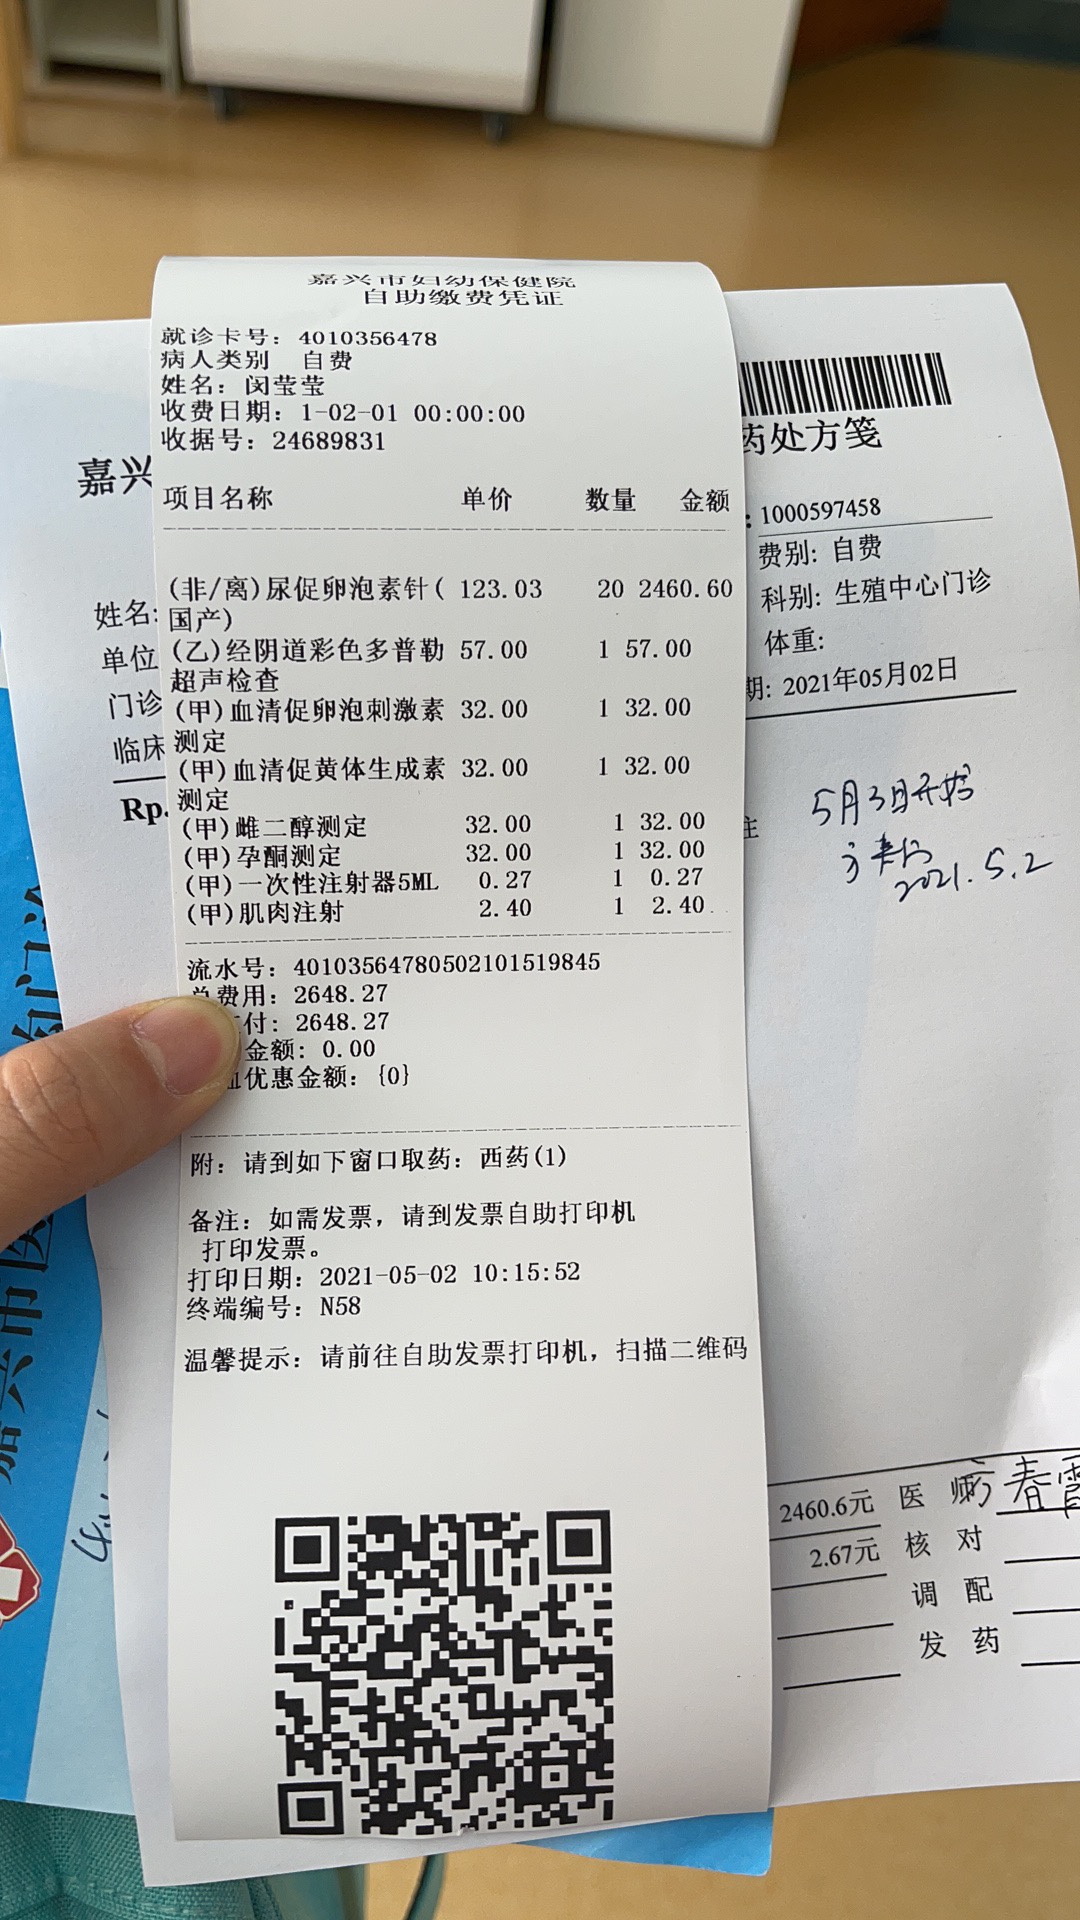 嘉兴市妇幼保健院
自助缴费凭证
就诊卡号: 4010356478
病人类别 自费
姓名: 闵莹莹
收费日期: 1-02-01 00:00:00
收据号: 24689831
项目名称 单价 数量 金额
(非/离)尿促卵泡素针( 123.03 20 2460.60
国产)
(乙)经阴道彩色多普勒 57.00 1 57.00
超声检查
(甲)血清促卵泡刺激素 32.00 1 32.00
测定
(甲)血清促黄体生成素 32.00 1 32.00
测定
(甲)雌二醇测定 32.00 1 32.00
(甲)孕酮测定 32.00 1 32.00
(甲)一次性注射器5ML 0.27 1 0.27
(甲)肌肉注射 2.40 1 2.40
流水号: 40103564780502101519845
总费用: 2648.27
付: 2648.27
金额: 0.00
优惠金额: {0}
附: 请到如下窗口取药: 西药(1)
备注: 如需发票, 请到发票自助打印机
打印发票。
打印日期: 2021-05-02 10:15:52
终端编号: N58
温馨提示: 请前往自助发票打印机, 扫描二维码
嘉兴
姓名:
单位
门诊
临床
Rp.
药处方笺
: 1000597458
费别: 自费
科别: 生殖中心门诊
体重:
期: 2021年05月02日
注
5月3日开始
2021.5.2
2460.6元 医 师 春霞
2.67元 核 对
调 配
发 药
嘉兴市医
门诊